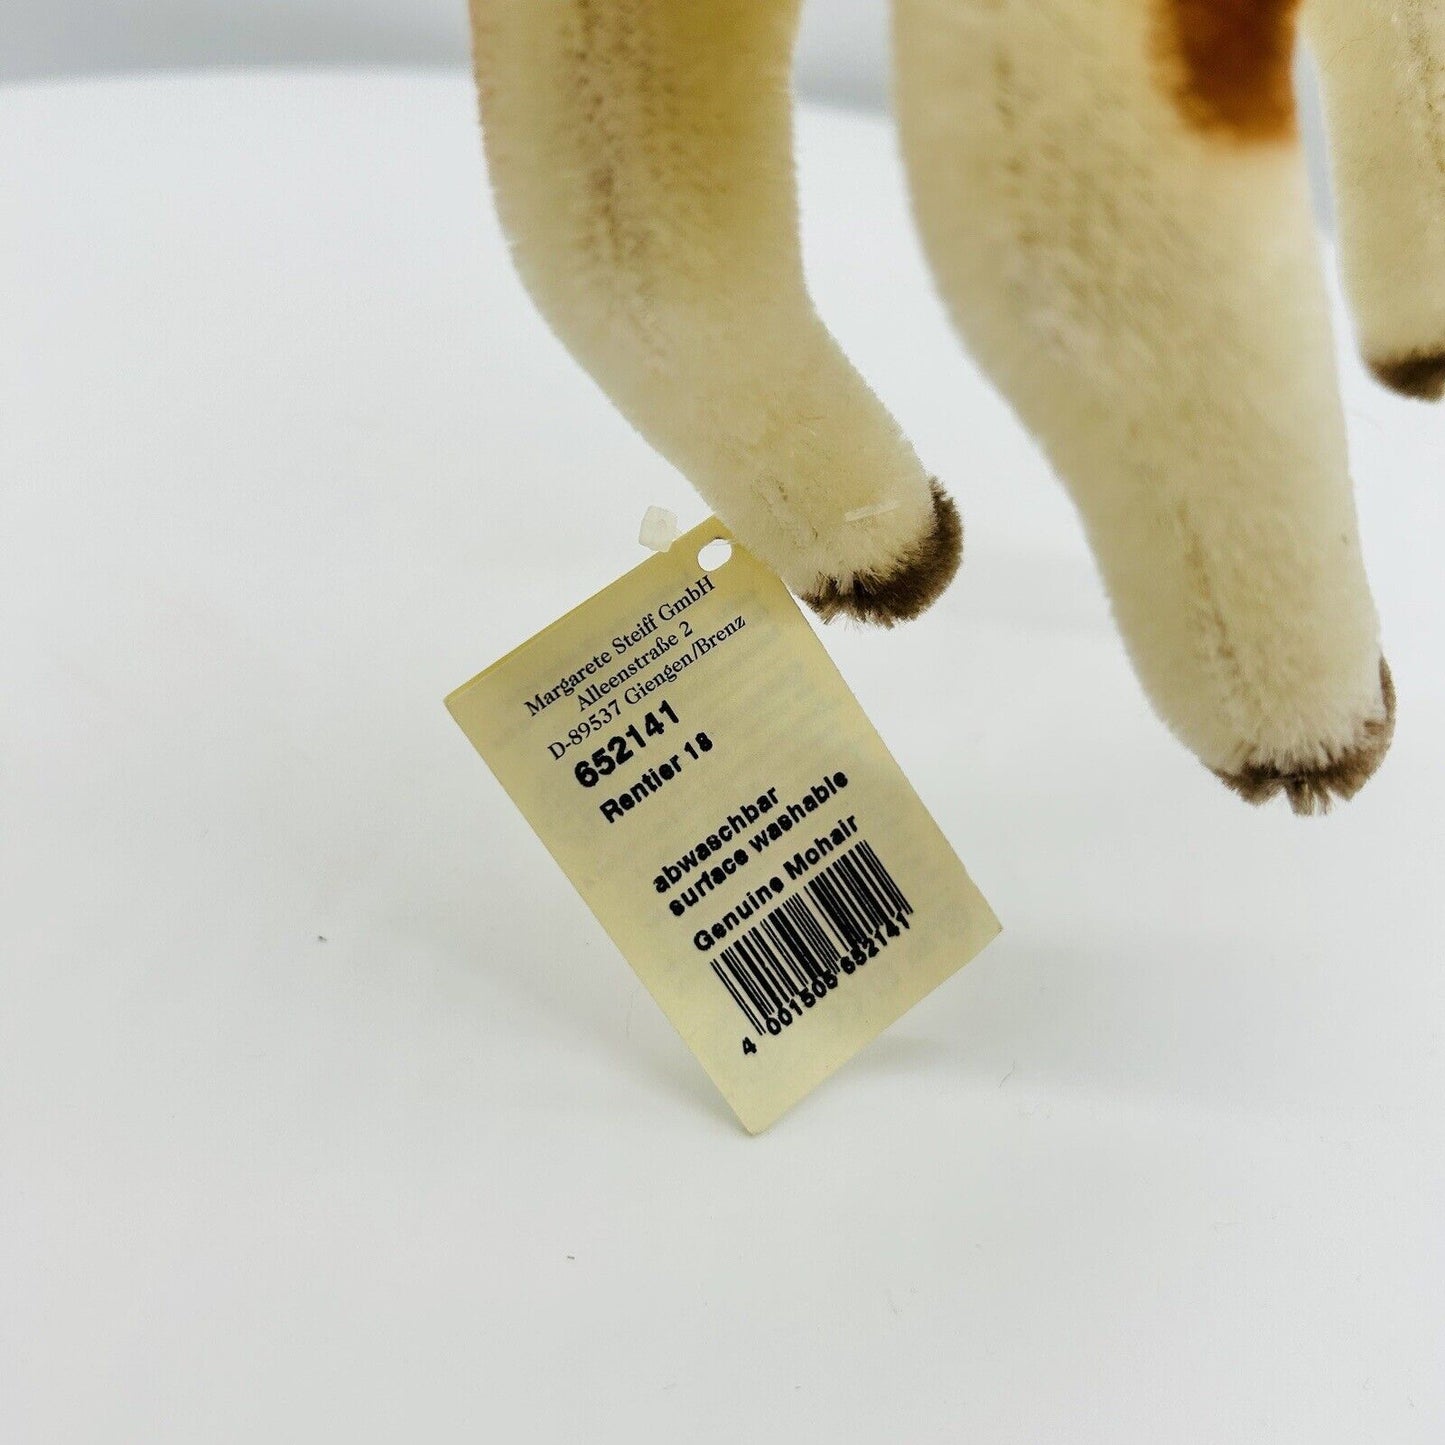 Margarete Steiff GmbH
Alleenstraße 2
D-89537 Giengen/Brenz
652141
Rentier 18
abwaschbar
surface washable
Genuine Mohair
4 001505 652141